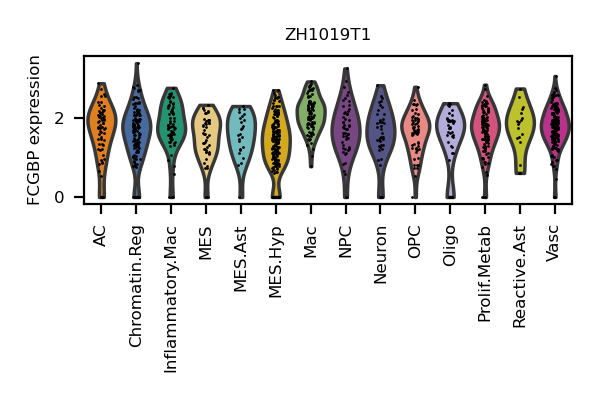 ZH1019T1
FCGBP expression
2
0
AC
Chromatin.Reg
Inflammatory.Mac
MES
MES.Ast
MES.Hyp
Mac
NPC
Neuron
OPC
Oligo
Prolif.Metab
Reactive.Ast
Vasc